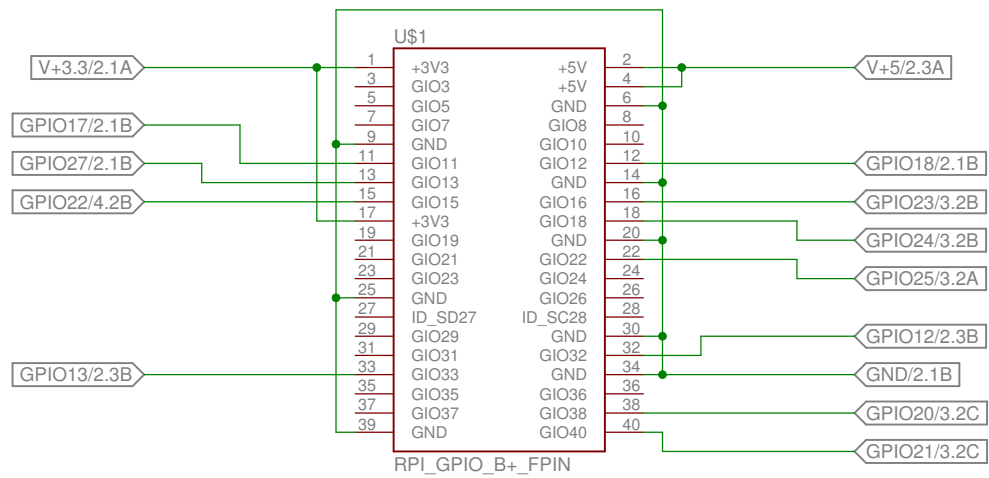 U$1
V+3.3/2.1A 1 +3V3 +5V 2 V+5/2.3A
3 GIO3 +5V 4
5 GIO5 GND 6
GPIO17/2.1B 7 GIO7 GIO8 8
9 GND GIO10 10
GPIO27/2.1B 11 GIO11 GIO12 12 GPIO18/2.1B
13 GIO13 GND 14
GPIO22/4.2B 15 GIO15 GIO16 16 GPIO23/3.2B
17 +3V3 GIO18 18
19 GIO19 GND 20 GPIO24/3.2B
21 GIO21 GIO22 22
23 GIO23 GIO24 24 GPIO25/3.2A
25 GND GIO26 26
27 ID_SD27 ID_SC28 28
29 GIO29 GND 30 GPIO12/2.3B
31 GIO31 GIO32 32
GPIO13/2.3B 33 GIO33 GND 34 GND/2.1B
35 GIO35 GIO36 36
37 GIO37 GIO38 38 GPIO20/3.2C
39 GND GIO40 40
GPIO21/3.2C
RPI_GPIO_B+_FPIN